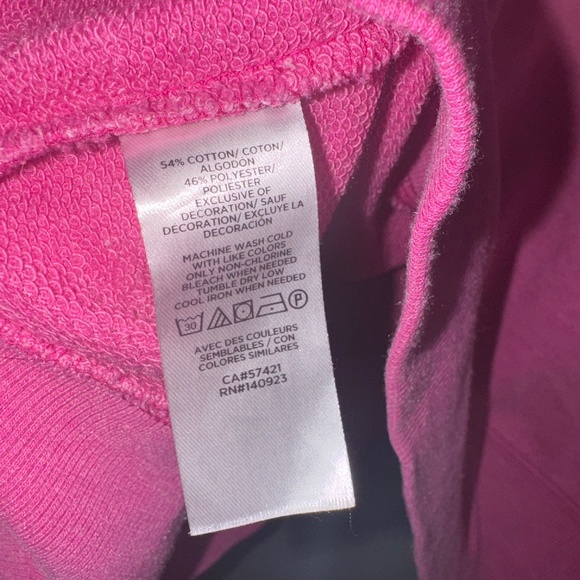 54% COTTON/ COTON/
ALGODÓN
46% POLYESTER/
POLIESTER
EXCLUSIVE OF
DECORATION/ SAUF
DECORATION/ EXCLUYE LA
DECORACIÓN
MACHINE WASH COLD
WITH LIKE COLORS
ONLY NON-CHLORINE
BLEACH WHEN NEEDED
TUMBLE DRY LOW
COOL IRON WHEN NEEDED
30 P
AVEC DES COULEURS
SEMBLABLES / CON
COLORES SIMILARES
CA#57421
RN#140923